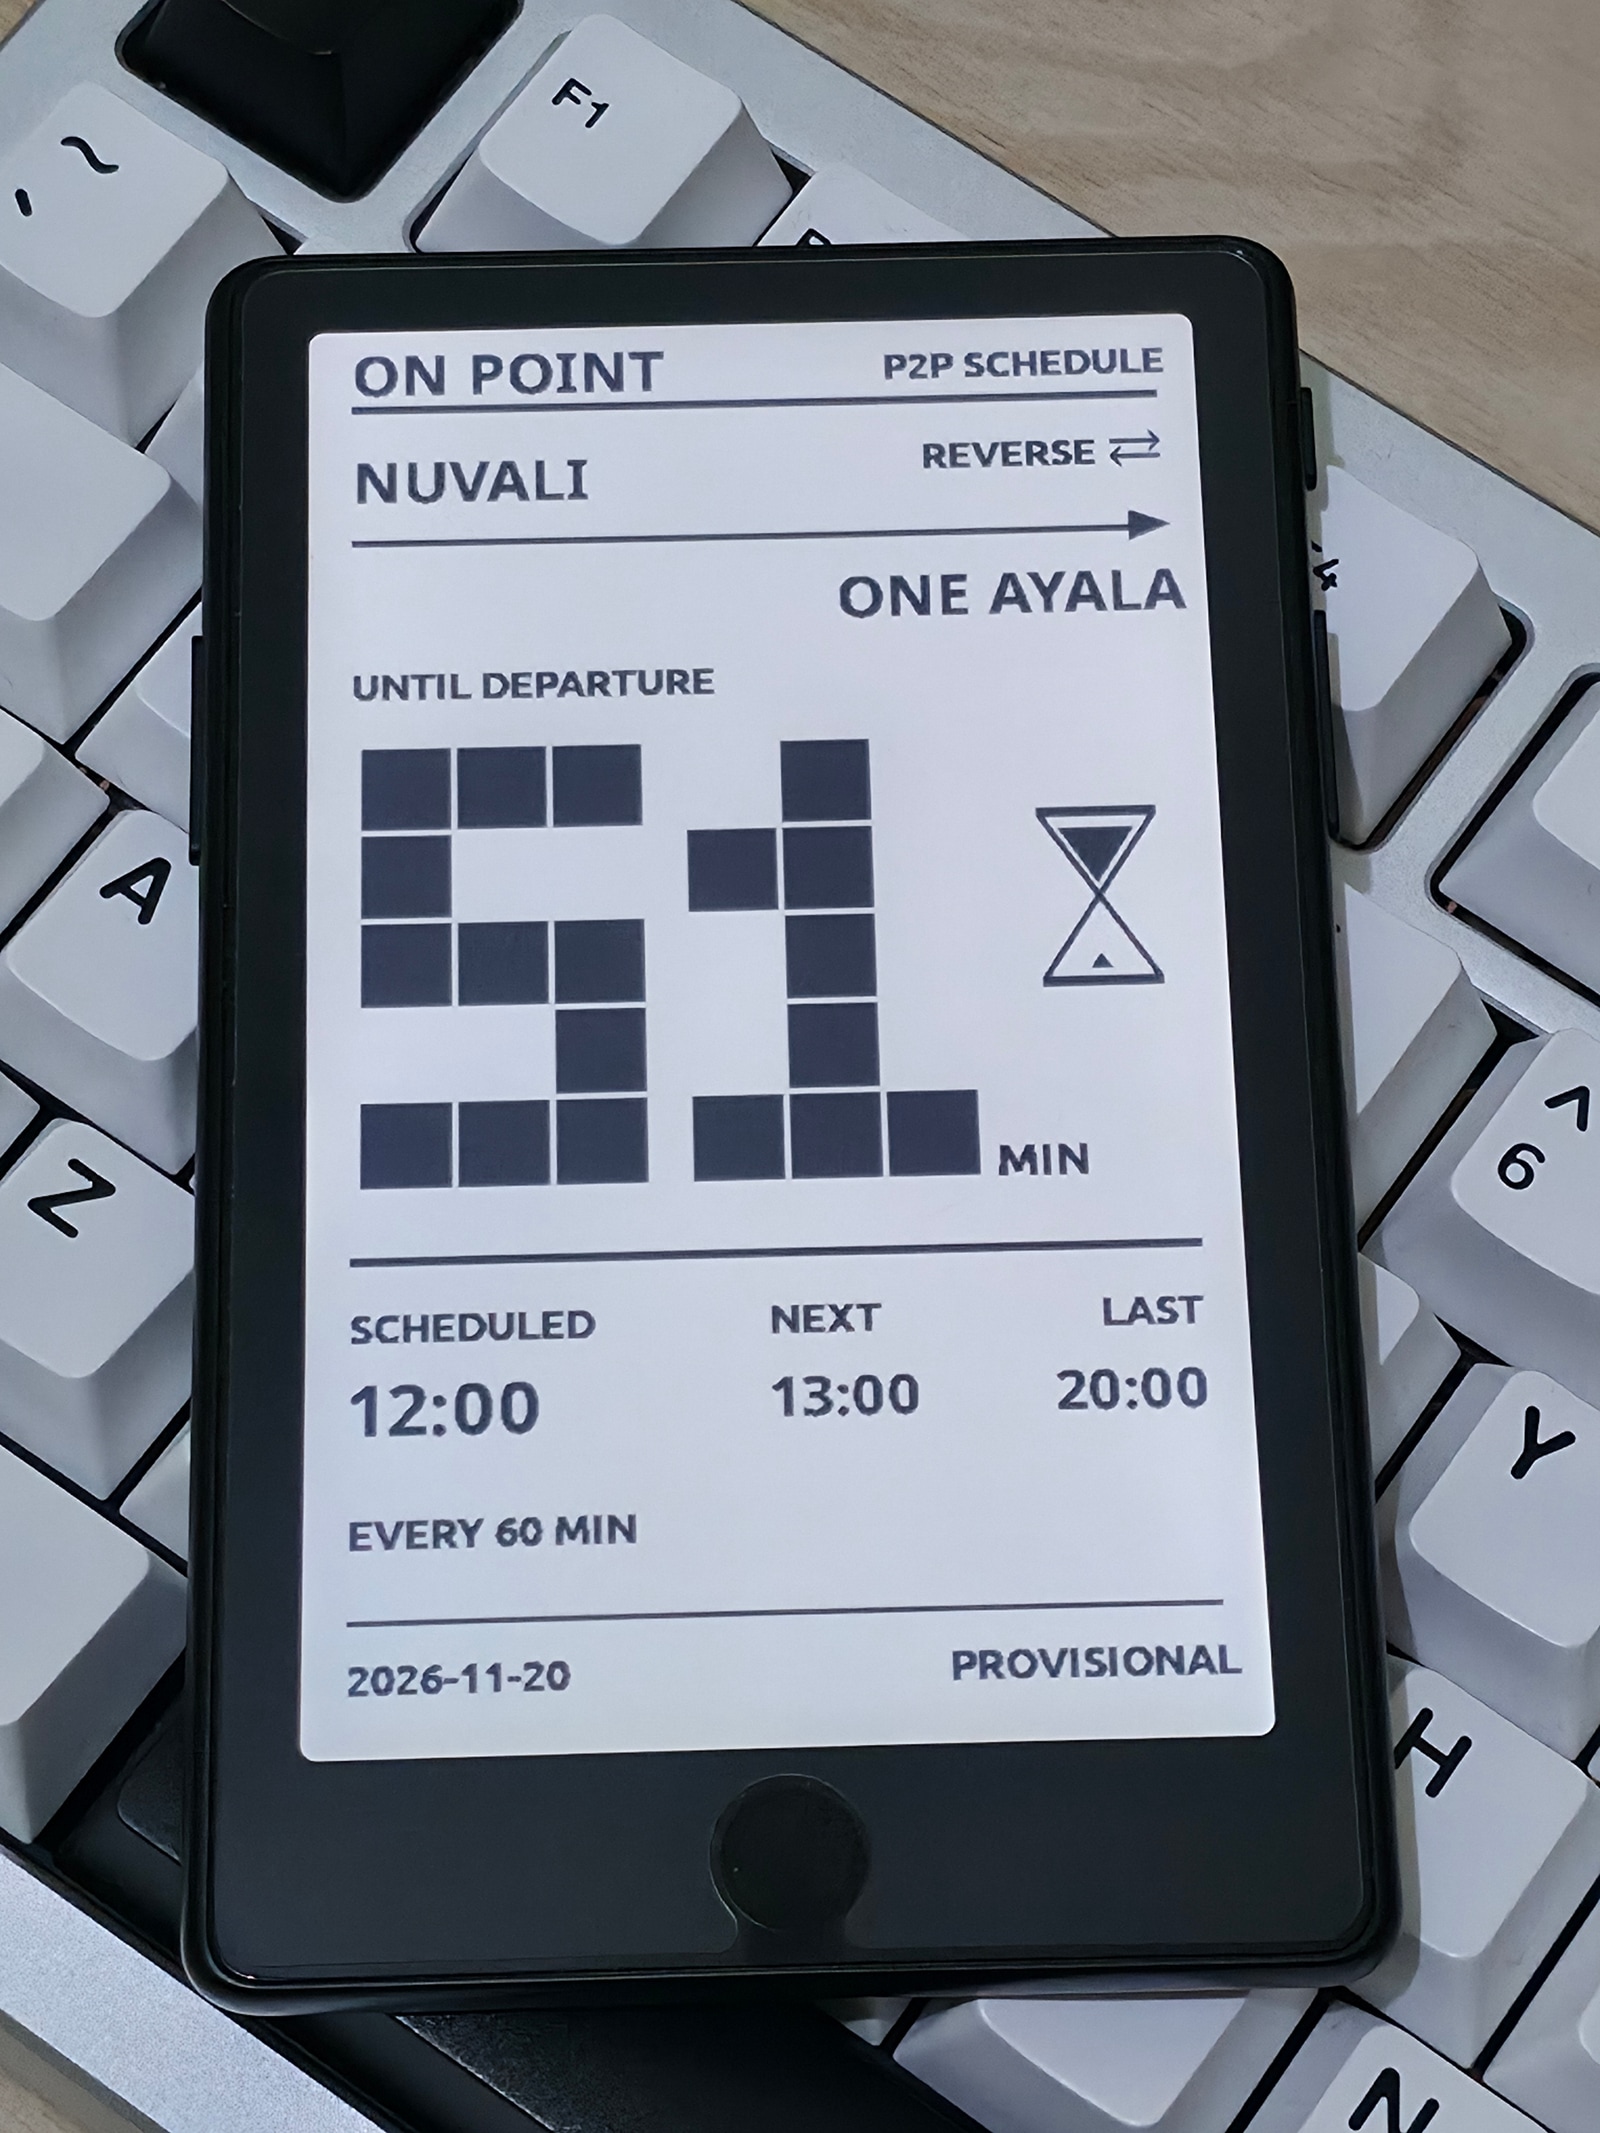 ~
F1
ON POINT
P2P SCHEDULE
REVERSE ⇄
NUVALI
ONE AYALA
UNTIL DEPARTURE
51 MIN
SCHEDULED
NEXT
LAST
12:00
13:00
20:00
EVERY 60 MIN
2026-11-20
PROVISIONAL
A
Z
^
6
Y
H
N